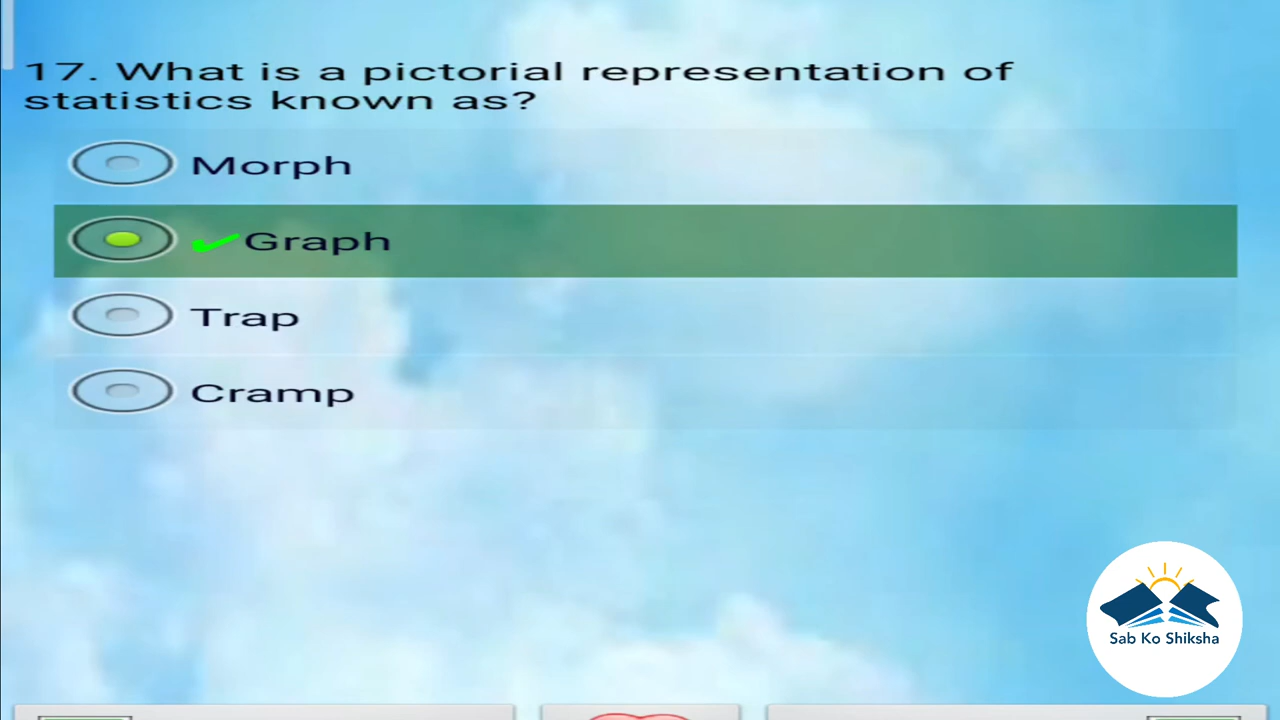 17. What is a pictorial representation of
statistics known as?
Morph
✔Graph
Trap
Cramp
Sab Ko Shiksha